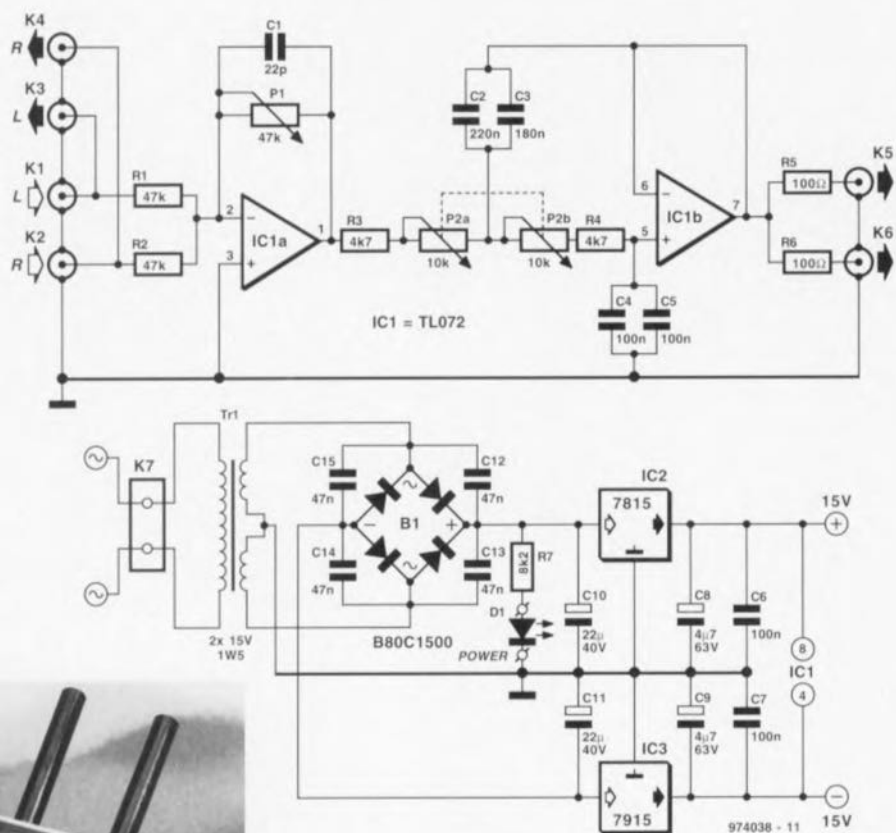 K4
R
K3
L
K1
L
K2
R
R1
47k
R2
47k
C1
22p
P1
47k
2
−
IC1a
1
3
+
R3
4k7
P2a
10k
P2b
10k
R4
4k7
C2
220n
C3
180n
6
−
IC1b
7
5
+
C4
100n
C5
100n
R5
100Ω
R6
100Ω
K5
K6
IC1 = TL072
Tr1
K7
2x 15V
1W5
C15
47n
C12
47n
−
B1
+
C14
47n
C13
47n
B80C1500
R7
8k2
D1
POWER
C10
22μ
40V
C11
22μ
40V
IC2
7815
IC3
7915
C8
4μ7
63V
C9
4μ7
63V
C6
100n
C7
100n
8
IC1
4
15V
+
−
15V
974038 - 11